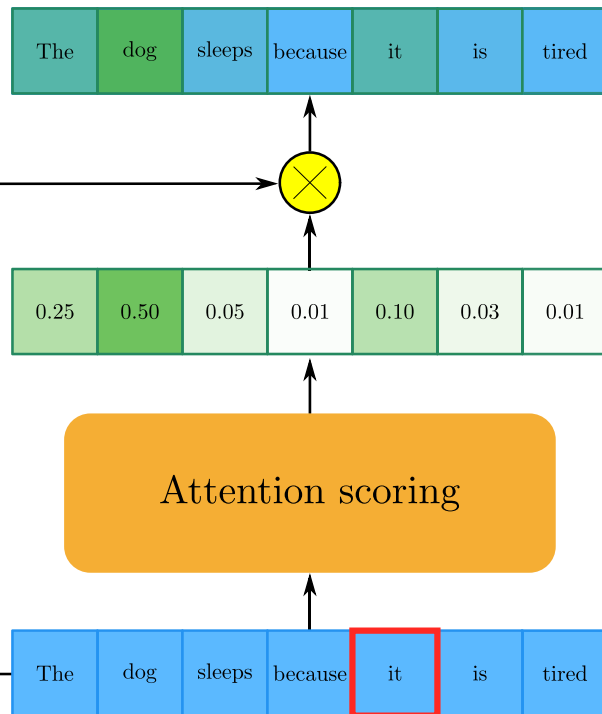 The dog sleeps because it is tired
0.25 0.50 0.05 0.01 0.10 0.03 0.01
Attention scoring
The dog sleeps because it is tired